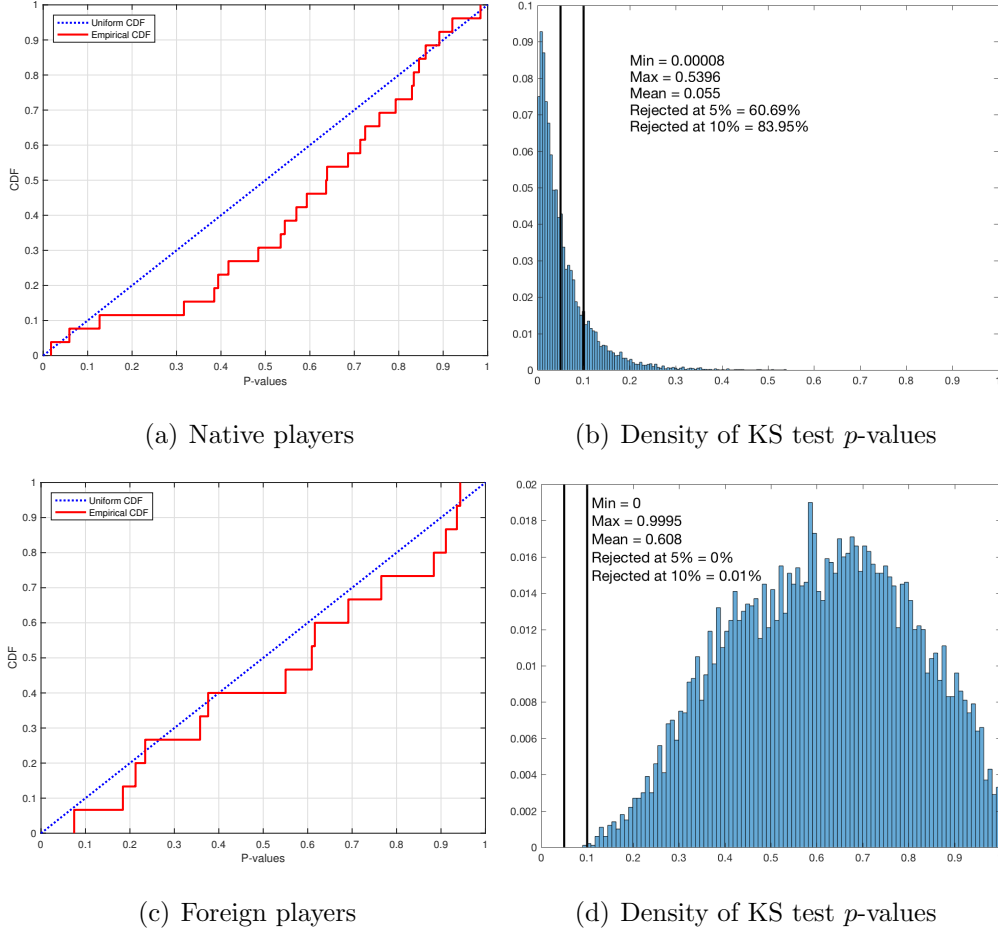 1
0.9
0.8
0.7
0.6
0.5
0.4
0.3
0.2
0.1
0
CDF
Uniform CDF
Empirical CDF
0 0.1 0.2 0.3 0.4 0.5 0.6 0.7 0.8 0.9 1
P-values
(a) Native players
0.1
0.09
0.08
0.07
0.06
0.05
0.04
0.03
0.02
0.01
0
Min = 0.00008
Max = 0.5396
Mean = 0.055
Rejected at 5% = 60.69%
Rejected at 10% = 83.95%
0 0.1 0.2 0.3 0.4 0.5 0.6 0.7 0.8 0.9 1
(b) Density of KS test p-values
1
0.9
0.8
0.7
0.6
0.5
0.4
0.3
0.2
0.1
0
CDF
Uniform CDF
Empirical CDF
0 0.1 0.2 0.3 0.4 0.5 0.6 0.7 0.8 0.9 1
P-values
(c) Foreign players
0.02
0.018
0.016
0.014
0.012
0.01
0.008
0.006
0.004
0.002
0
Min = 0
Max = 0.9995
Mean = 0.608
Rejected at 5% = 0%
Rejected at 10% = 0.01%
0 0.1 0.2 0.3 0.4 0.5 0.6 0.7 0.8 0.9
(d) Density of KS test p-values